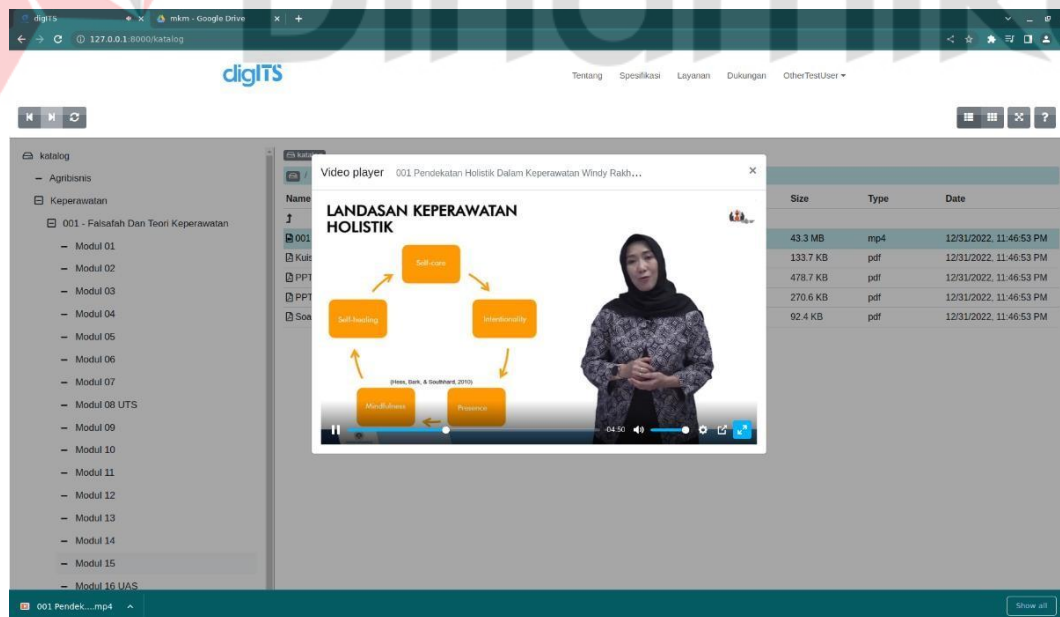 digITS
mkm - Google Drive
127.0.0.1:8000/katalog
digITS
Tentang Spesifikasi Layanan Dukungan OtherTestUser
katalog
Agribisnis
Keperawatan
001 - Falsafah Dan Teori Keperawatan
Modul 01
Modul 02
Modul 03
Modul 04
Modul 05
Modul 06
Modul 07
Modul 08 UTS
Modul 09
Modul 10
Modul 11
Modul 12
Modul 13
Modul 14
Modul 15
Modul 16 UAS
Name Size Type Date
001 43.3 MB mp4 12/31/2022, 11:46:53 PM
Kuis 133.7 KB pdf 12/31/2022, 11:46:53 PM
PPT 478.7 KB pdf 12/31/2022, 11:46:53 PM
PPT 270.6 KB pdf 12/31/2022, 11:46:53 PM
Soa 92.4 KB pdf 12/31/2022, 11:46:53 PM
Video player 001 Pendekatan Holistik Dalam Keperawatan Windy Rakh...
LANDASAN KEPERAWATAN
HOLISTIK
Self-care
Self-healing
Intentionality
(Hess, Dark, & Southhard, 2010)
Mindfulness
Presence
-04:50
001 Pendek....mp4
Show all